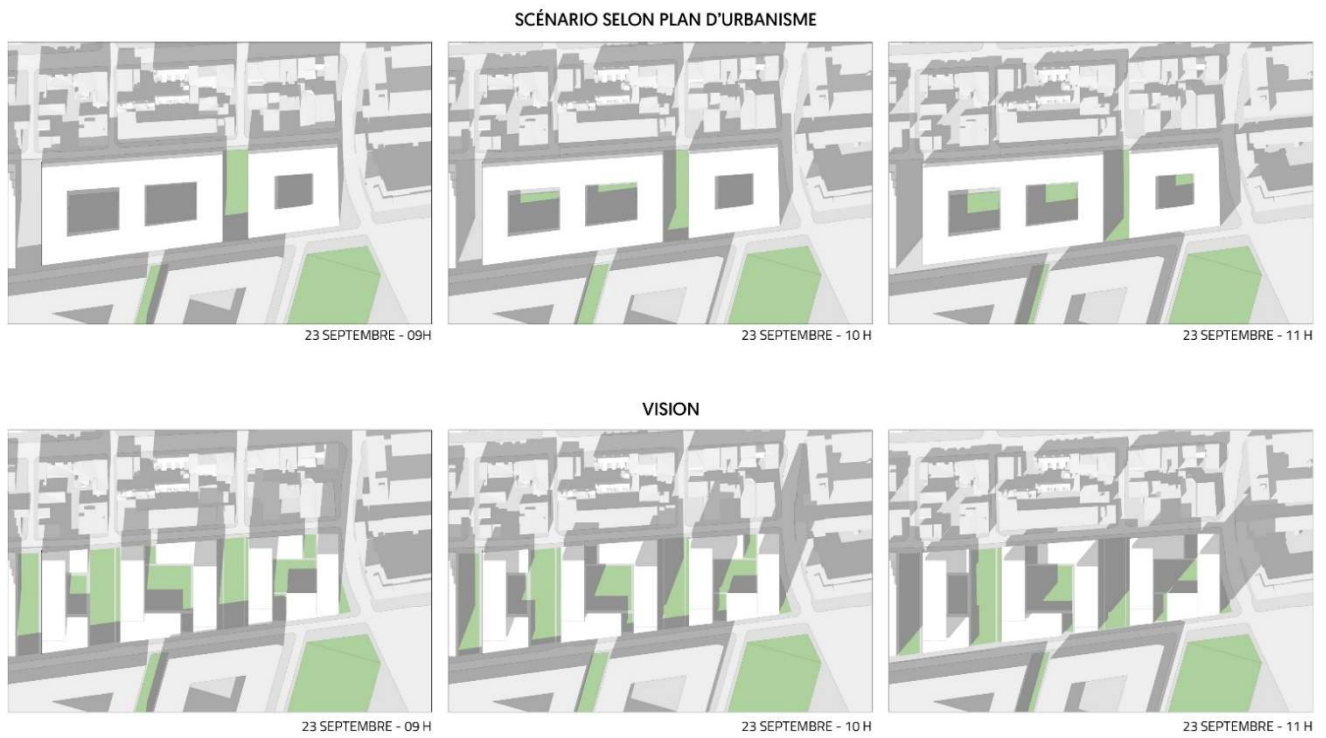 SCÉNARIO SELON PLAN D'URBANISME
23 SEPTEMBRE - 09H
23 SEPTEMBRE - 10 H
23 SEPTEMBRE - 11 H
VISION
23 SEPTEMBRE - 09 H
23 SEPTEMBRE - 10 H
23 SEPTEMBRE - 11 H